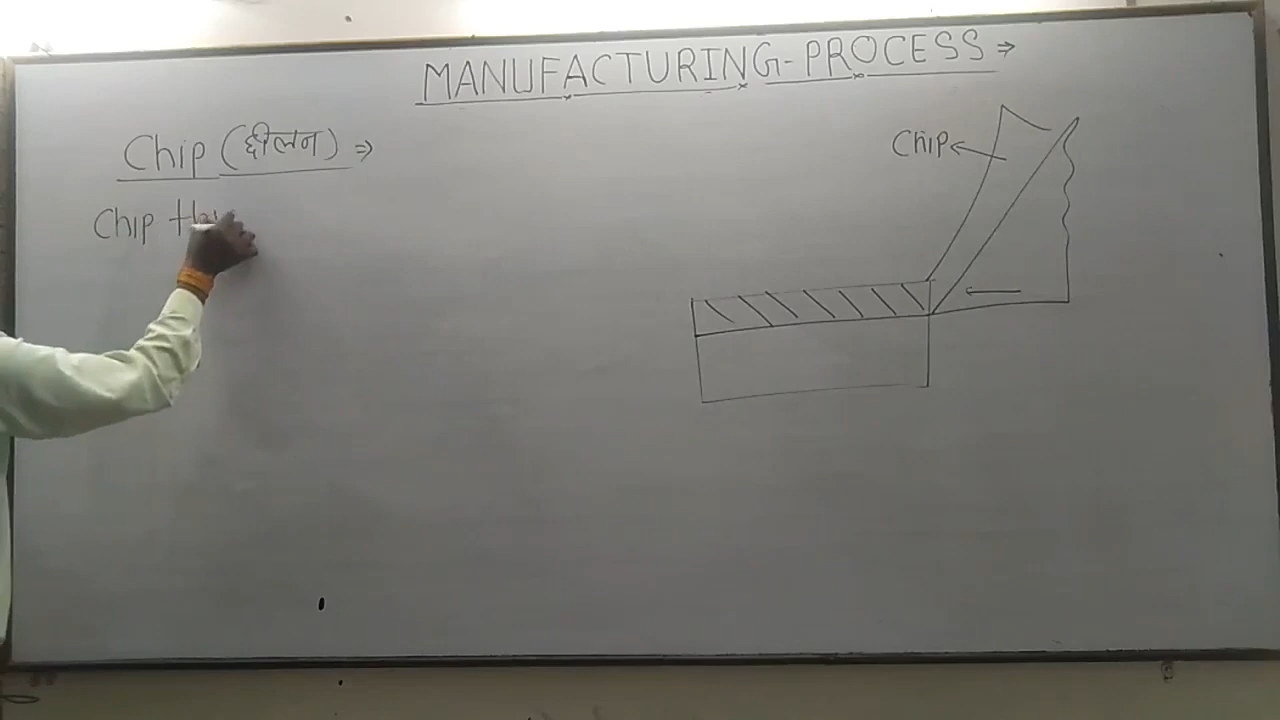 MANUFACTURING-PROCESS ⇒
Chip (छीलन) ⇒
Chip
Chip